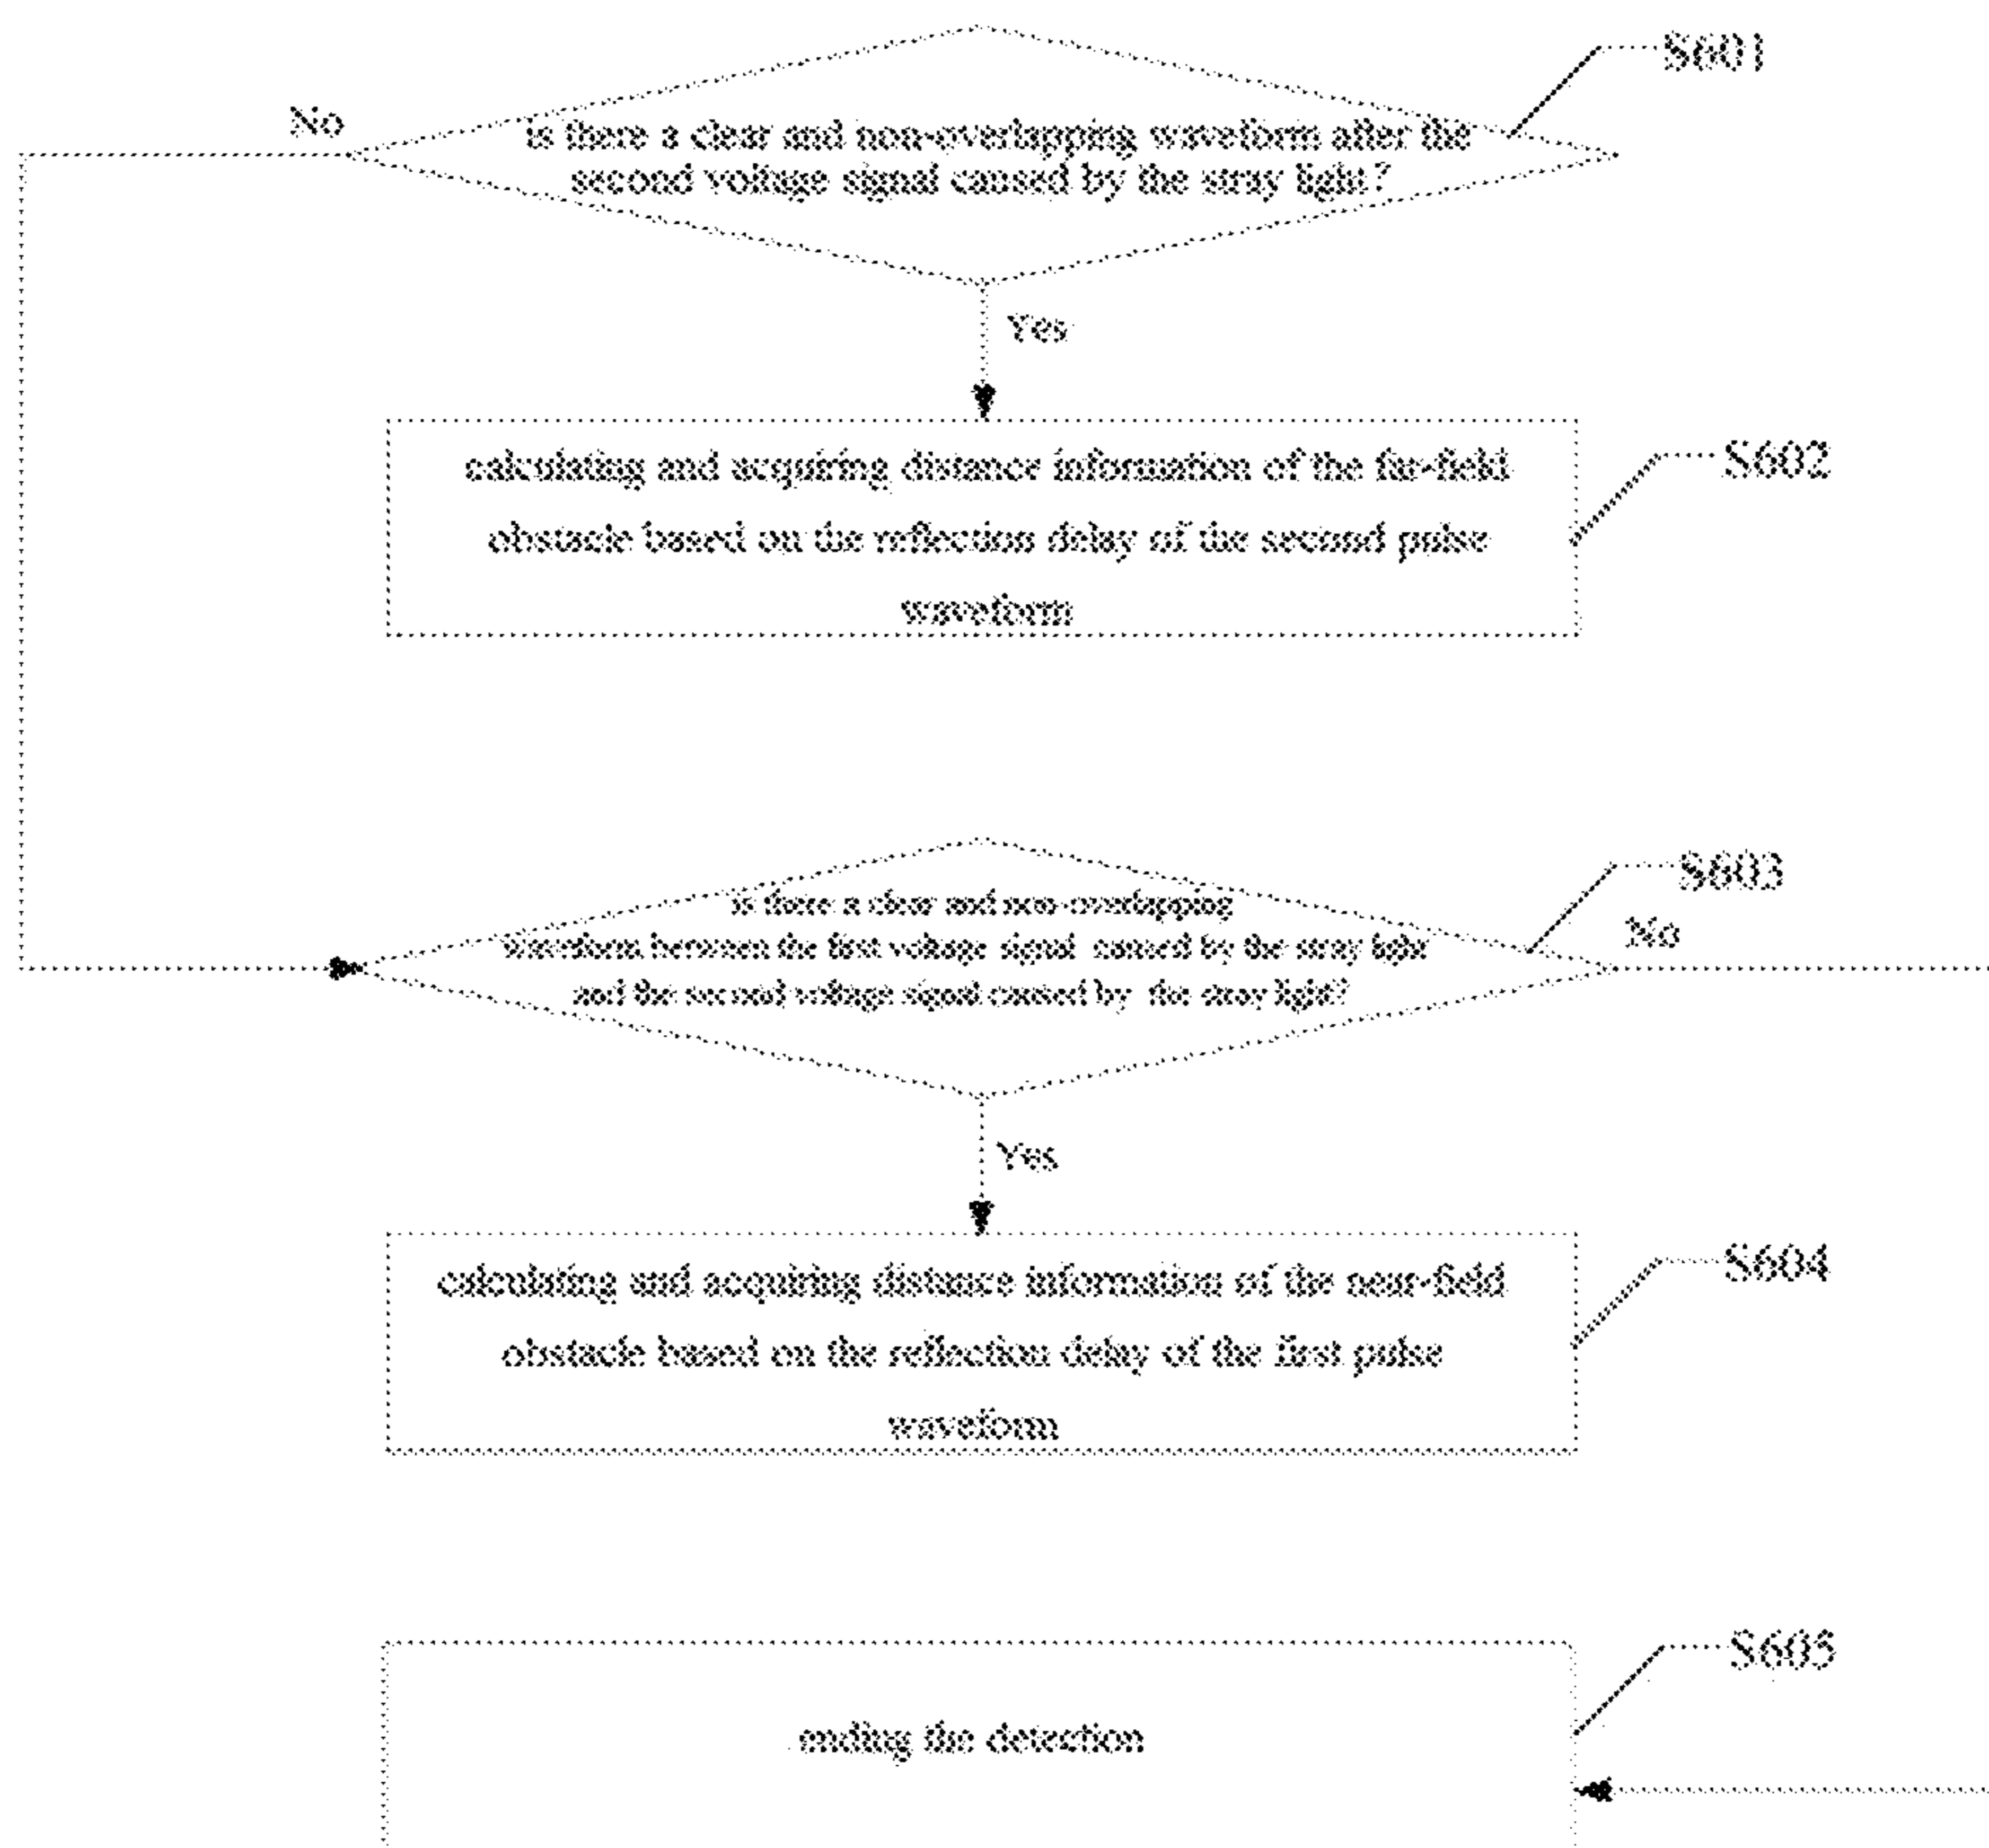 S601
No
is there a clear and non-overlapping waveform after the
second voltage signal caused by the stray light?
Yes
calculating and acquiring distance information of the far-field
S602
obstacle based on the reflection delay of the second pulse
waveform
S603
is there a clear and non-overlapping
No
waveform between the first voltage signal caused by the stray light
and the second voltage signal caused by the stray light?
Yes
calculating and acquiring distance information of the near-field
S604
obstacle based on the reflection delay of the first pulse
waveform
S605
ending the detection